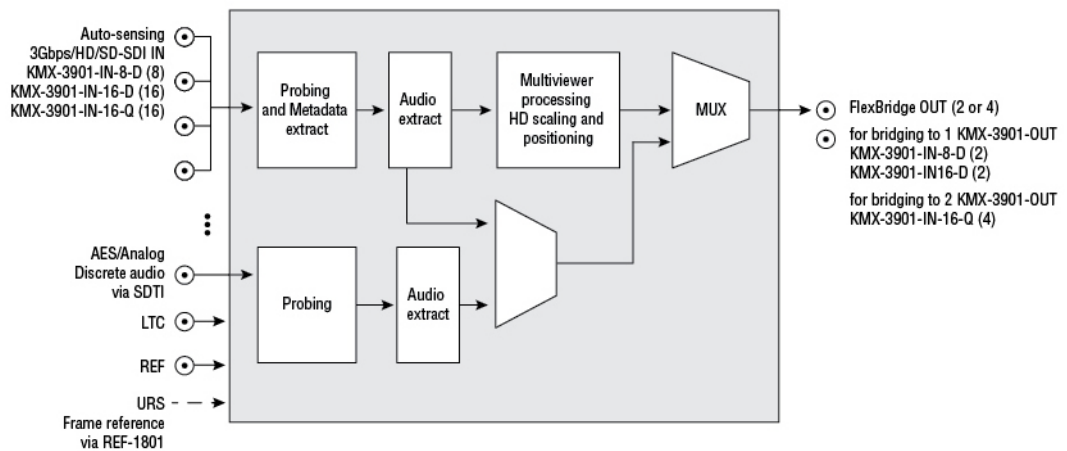 Auto-sensing
3Gbps/HD/SD-SDI IN
KMX-3901-IN-8-D (8)
KMX-3901-IN-16-D (16)
KMX-3901-IN-16-Q (16)
Probing
and Metadata
extract
Audio
extract
Multiviewer
processing
HD scaling and
positioning
MUX
FlexBridge OUT (2 or 4)
for bridging to 1 KMX-3901-OUT
KMX-3901-IN-8-D (2)
KMX-3901-IN16-D (2)
for bridging to 2 KMX-3901-OUT
KMX-3901-IN-16-Q (4)
AES/Analog
Discrete audio
via SDTI
Probing
Audio
extract
LTC
REF
URS
Frame reference
via REF-1801